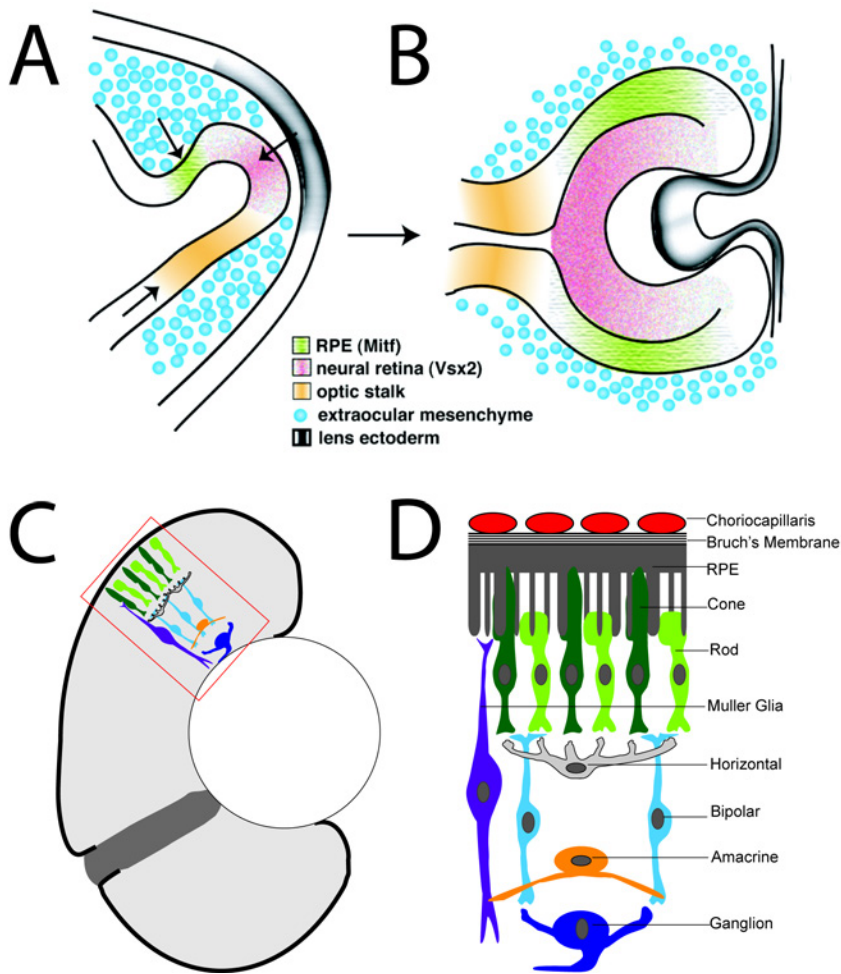 A
B
RPE (Mitf)
neural retina (Vsx2)
optic stalk
extraocular mesenchyme
lens ectoderm
C
D
Choriocapillaris
Bruch's Membrane
RPE
Cone
Rod
Muller Glia
Horizontal
Bipolar
Amacrine
Ganglion